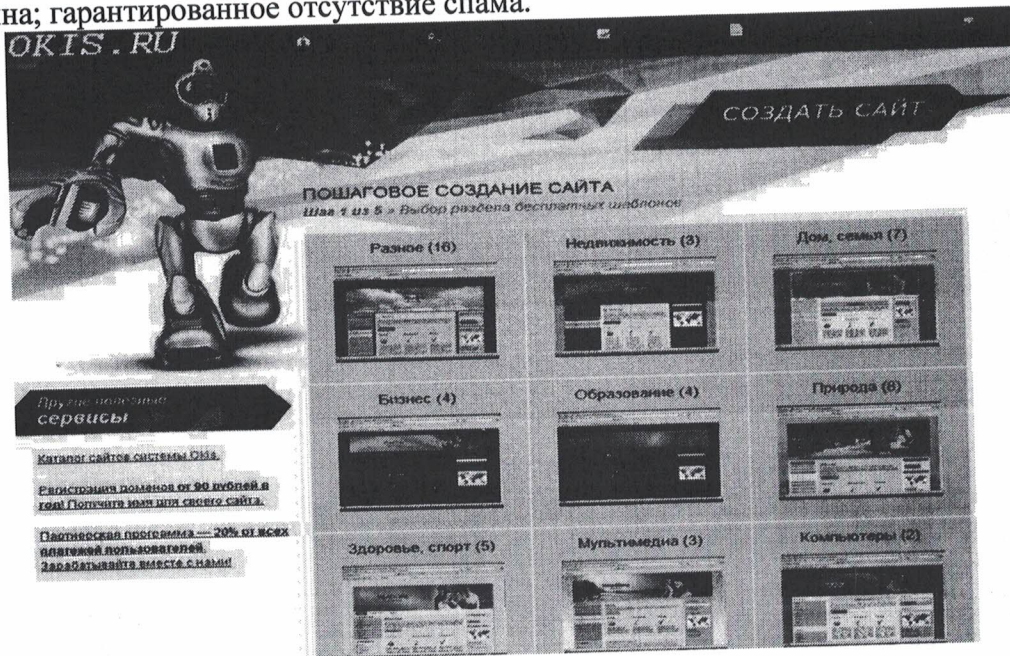 на; гарантированное отсутствие спама.
OKIS.RU
СОЗДАТЬ САЙТ
ПОШАГОВОЕ СОЗДАНИЕ САЙТА
Шаг 1 из 5 » Выбор раздела бесплатных шаблонов
Разное (16)
Недвижимость (3)
Дом, семья (7)
Бизнес (4)
Образование (4)
Природа (8)
Здоровье, спорт (5)
Мультимедиа (3)
Компьютеры (2)
Другие полезные
сервисы
Каталог сайтов системы Okis.
Регистрация доменов от 90 рублей в
год! Получите имя для своего сайта.
Партнерская программа — 20% от всех
платежей пользователей.
Зарабатывайте вместе с нами!